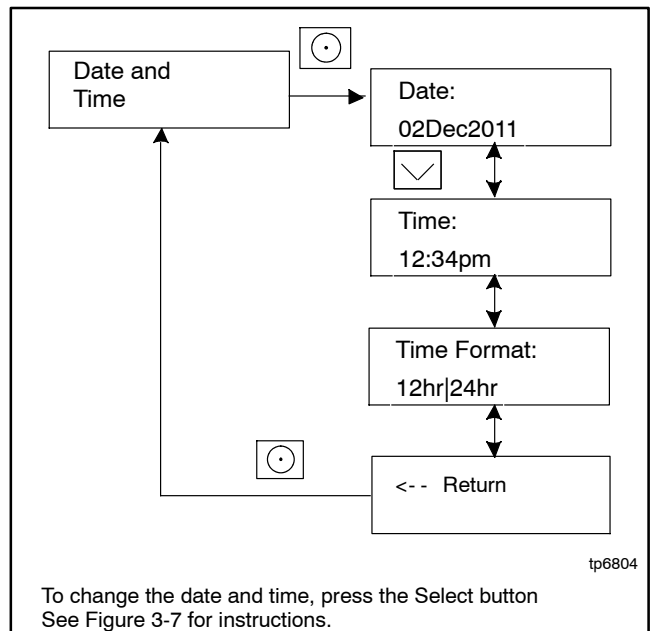 Date and
Time
Date:
02Dec2011
Time:
12:34pm
Time Format:
12hr|24hr
<-- Return
tp6804
To change the date and time, press the Select button
See Figure 3-7 for instructions.